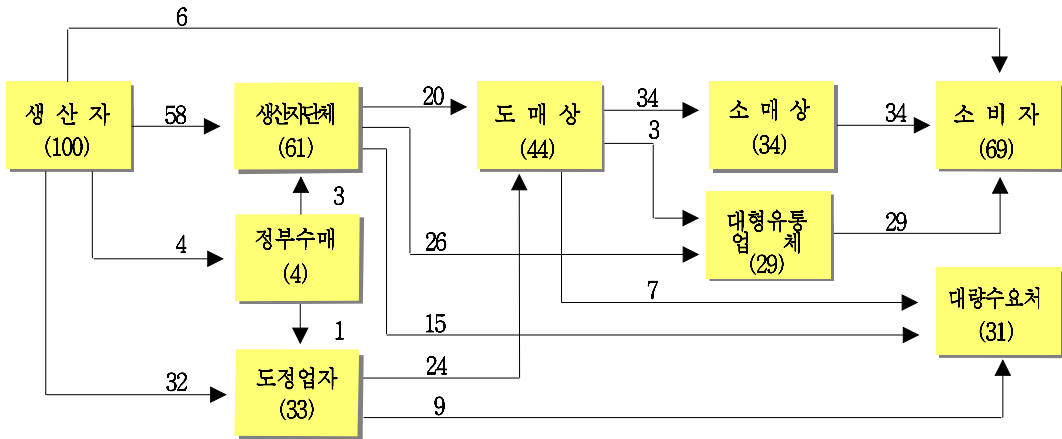 6
생 산 자
(100)
58
생산자단체
(61)
20
도 매 상
(44)
34
3
소 매 상
(34)
34
소 비 자
(69)
3
4
정부수매
(4)
26
대형유통
업 체
(29)
29
7
대량수요처
(31)
1
15
32
도정업자
(33)
24
9